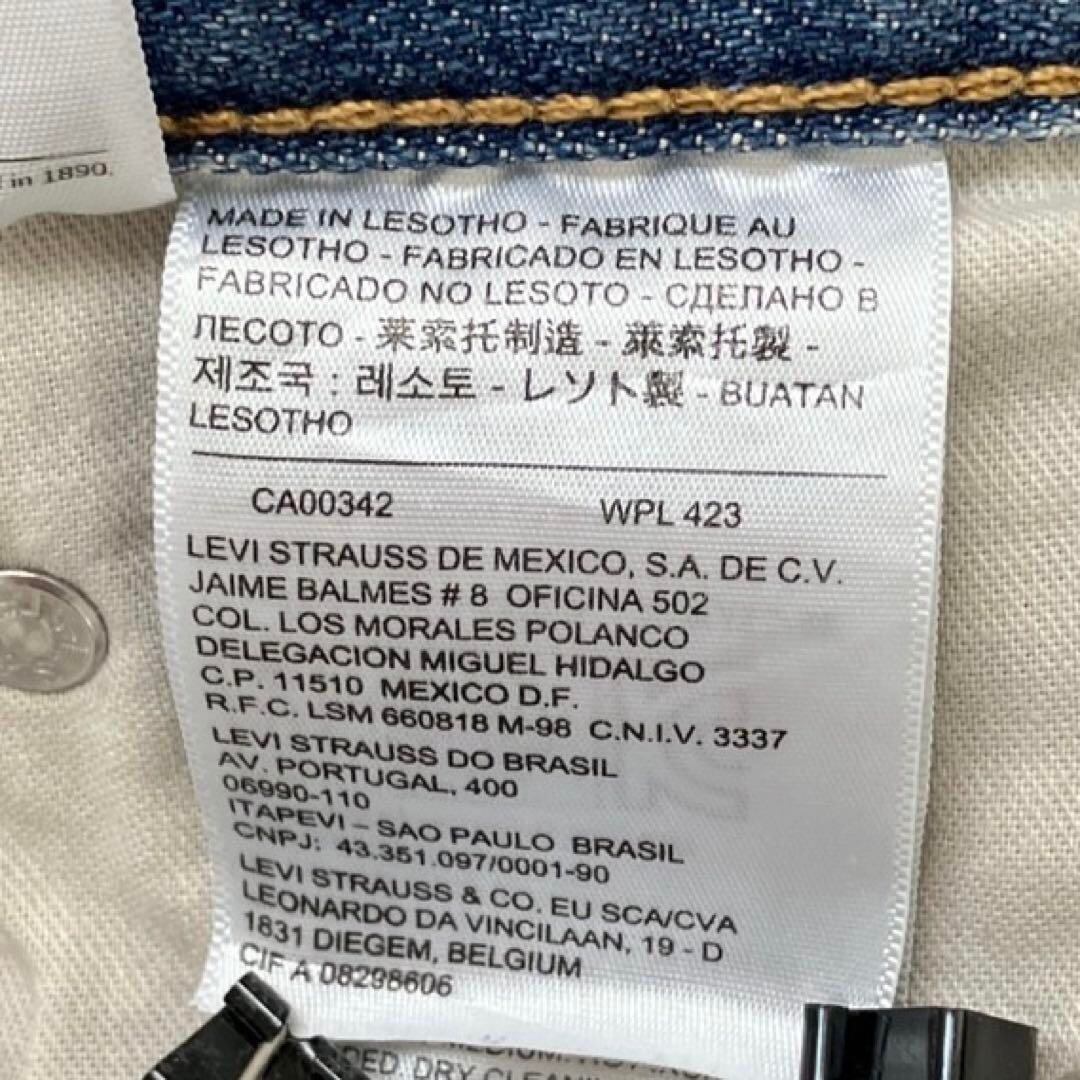 in 1890.
MADE IN LESOTHO - FABRIQUE AU
LESOTHO - FABRICADO EN LESOTHO -
FABRICADO NO LESOTO - СДЕЛАНО В
ЛЕСОТО - 莱索托制造 - 萊索托製 -
제조국 : 레소토 - レソト製 - BUATAN
LESOTHO
CA00342 WPL 423
LEVI STRAUSS DE MEXICO, S.A. DE C.V.
JAIME BALMES # 8 OFICINA 502
COL. LOS MORALES POLANCO
DELEGACION MIGUEL HIDALGO
C.P. 11510 MEXICO D.F.
R.F.C. LSM 660818 M-98 C.N.I.V. 3337
LEVI STRAUSS DO BRASIL
AV. PORTUGAL, 400
06990-110
ITAPEVI – SAO PAULO BRASIL
CNPJ: 43.351.097/0001-90
LEVI STRAUSS & CO. EU SCA/CVA
LEONARDO DA VINCILAAN, 19 - D
1831 DIEGEM, BELGIUM
CIF A 08298606
DRY